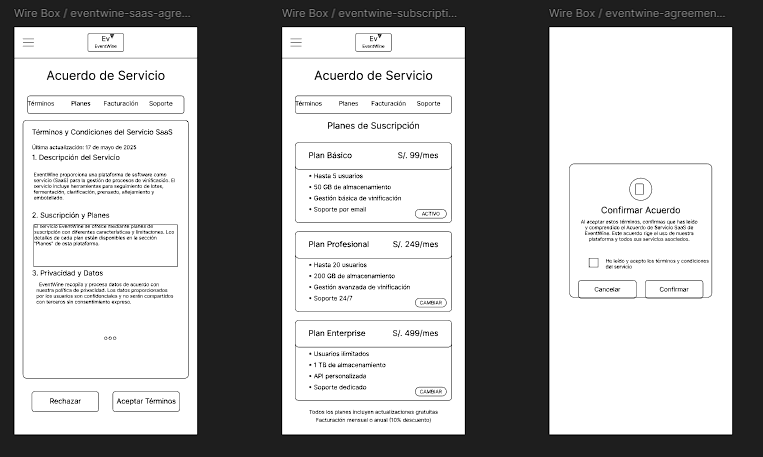 Wire Box / eventwine-saas-agre...
Ev
EventWine
Acuerdo de Servicio
Términos Planes Facturación Soporte
Términos y Condiciones del Servicio SaaS
Última actualización: 17 de mayo de 2025
1. Descripción del Servicio
EventWine proporciona una plataforma de software como
servicio (SaaS) para la gestión de procesos de vinificación. El
servicio incluye herramientas para seguimiento de lotes,
fermentación, clarificación, prensado, añejamiento y
embotellado.
2. Suscripción y Planes
El servicio EventWine se ofrece mediante planes de
suscripción con diferentes características y limitaciones. Los
detalles de cada plan están disponibles en la sección
"Planes" de esta plataforma.
3. Privacidad y Datos
EventWine recopila y procesa datos de acuerdo con
nuestra política de privacidad. Los datos proporcionados
por los usuarios son confidenciales y no serán compartidos
con terceros sin consentimiento expreso.
Rechazar
Aceptar Términos
Wire Box / eventwine-subscripti...
Ev
EventWine
Acuerdo de Servicio
Términos Planes Facturación Soporte
Planes de Suscripción
Plan Básico S/. 99/mes
• Hasta 5 usuarios
• 50 GB de almacenamiento
• Gestión básica de vinificación
• Soporte por email
ACTIVO
Plan Profesional S/. 249/mes
• Hasta 20 usuarios
• 200 GB de almacenamiento
• Gestión avanzada de vinificación
• Soporte 24/7
CAMBIAR
Plan Enterprise S/. 499/mes
• Usuarios ilimitados
• 1 TB de almacenamiento
• API personalizada
• Soporte dedicado
CAMBIAR
Todos los planes incluyen actualizaciones gratuitas
Facturación mensual o anual (10% descuento)
Wire Box / eventwine-agreemen...
Confirmar Acuerdo
Al aceptar estos términos, confirmas que has leído
y comprendido el Acuerdo de Servicio SaaS de
EventWine. Este acuerdo rige el uso de nuestra
plataforma y todos sus servicios asociados.
He leído y acepto los términos y condiciones
del servicio
Cancelar
Confirmar